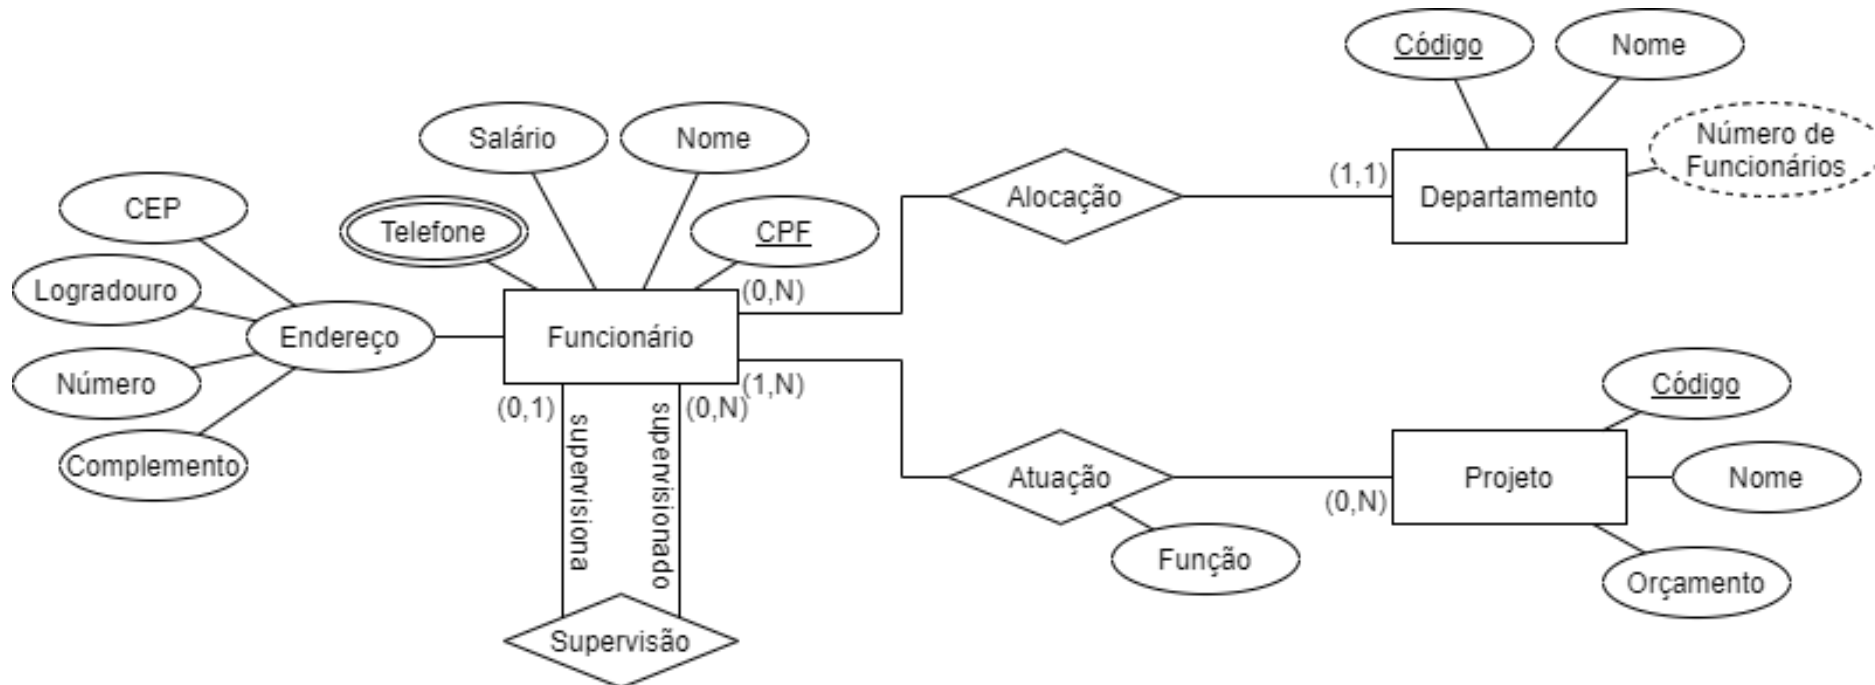 Código
Nome
Número de
Funcionários
Departamento
(1,1)
Alocação
Salário
Nome
CEP
Telefone
CPF
Logradouro
(0,N)
Endereço
Funcionário
Número
(1,N)
(0,1)
(0,N)
supervisiona
supervisionado
Complemento
Supervisão
Código
Atuação
Projeto
Nome
(0,N)
Função
Orçamento